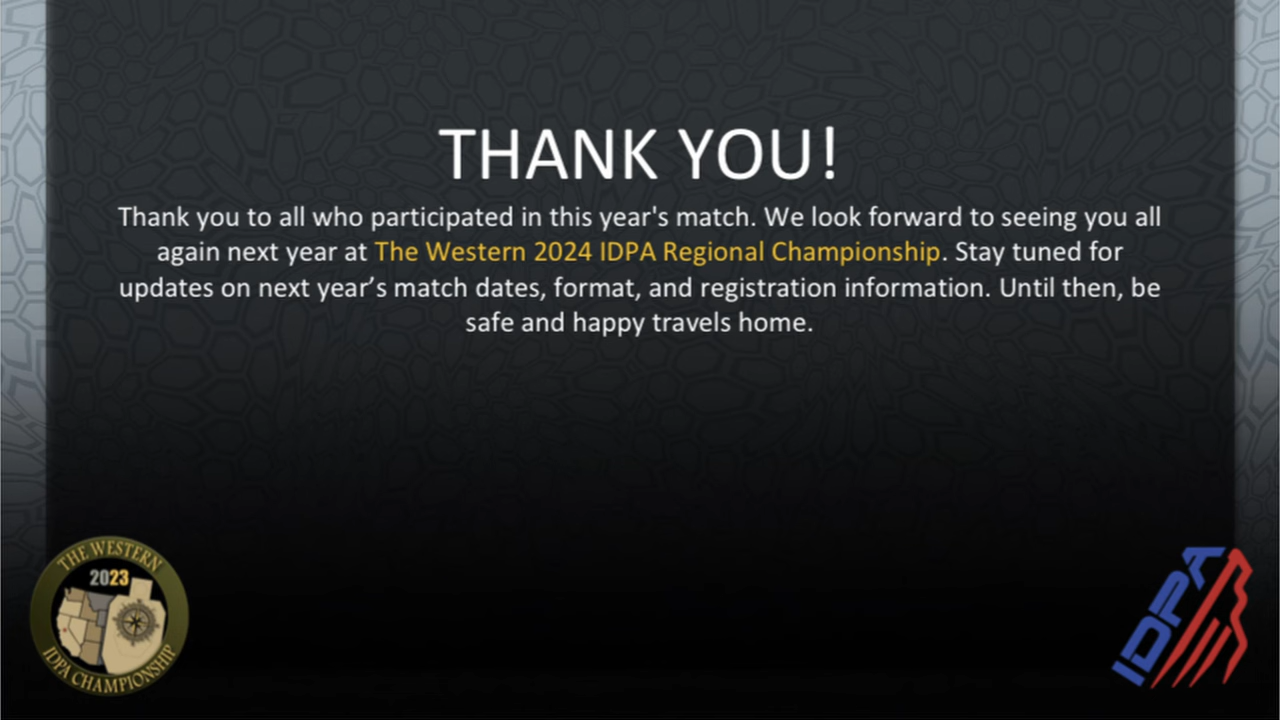 THANK YOU!
Thank you to all who participated in this year's match. We look forward to seeing you all
again next year at The Western 2024 IDPA Regional Championship. Stay tuned for
updates on next year’s match dates, format, and registration information. Until then, be
safe and happy travels home.
THE WESTERN
2023
IDPA CHAMPIONSHIP
IDPA